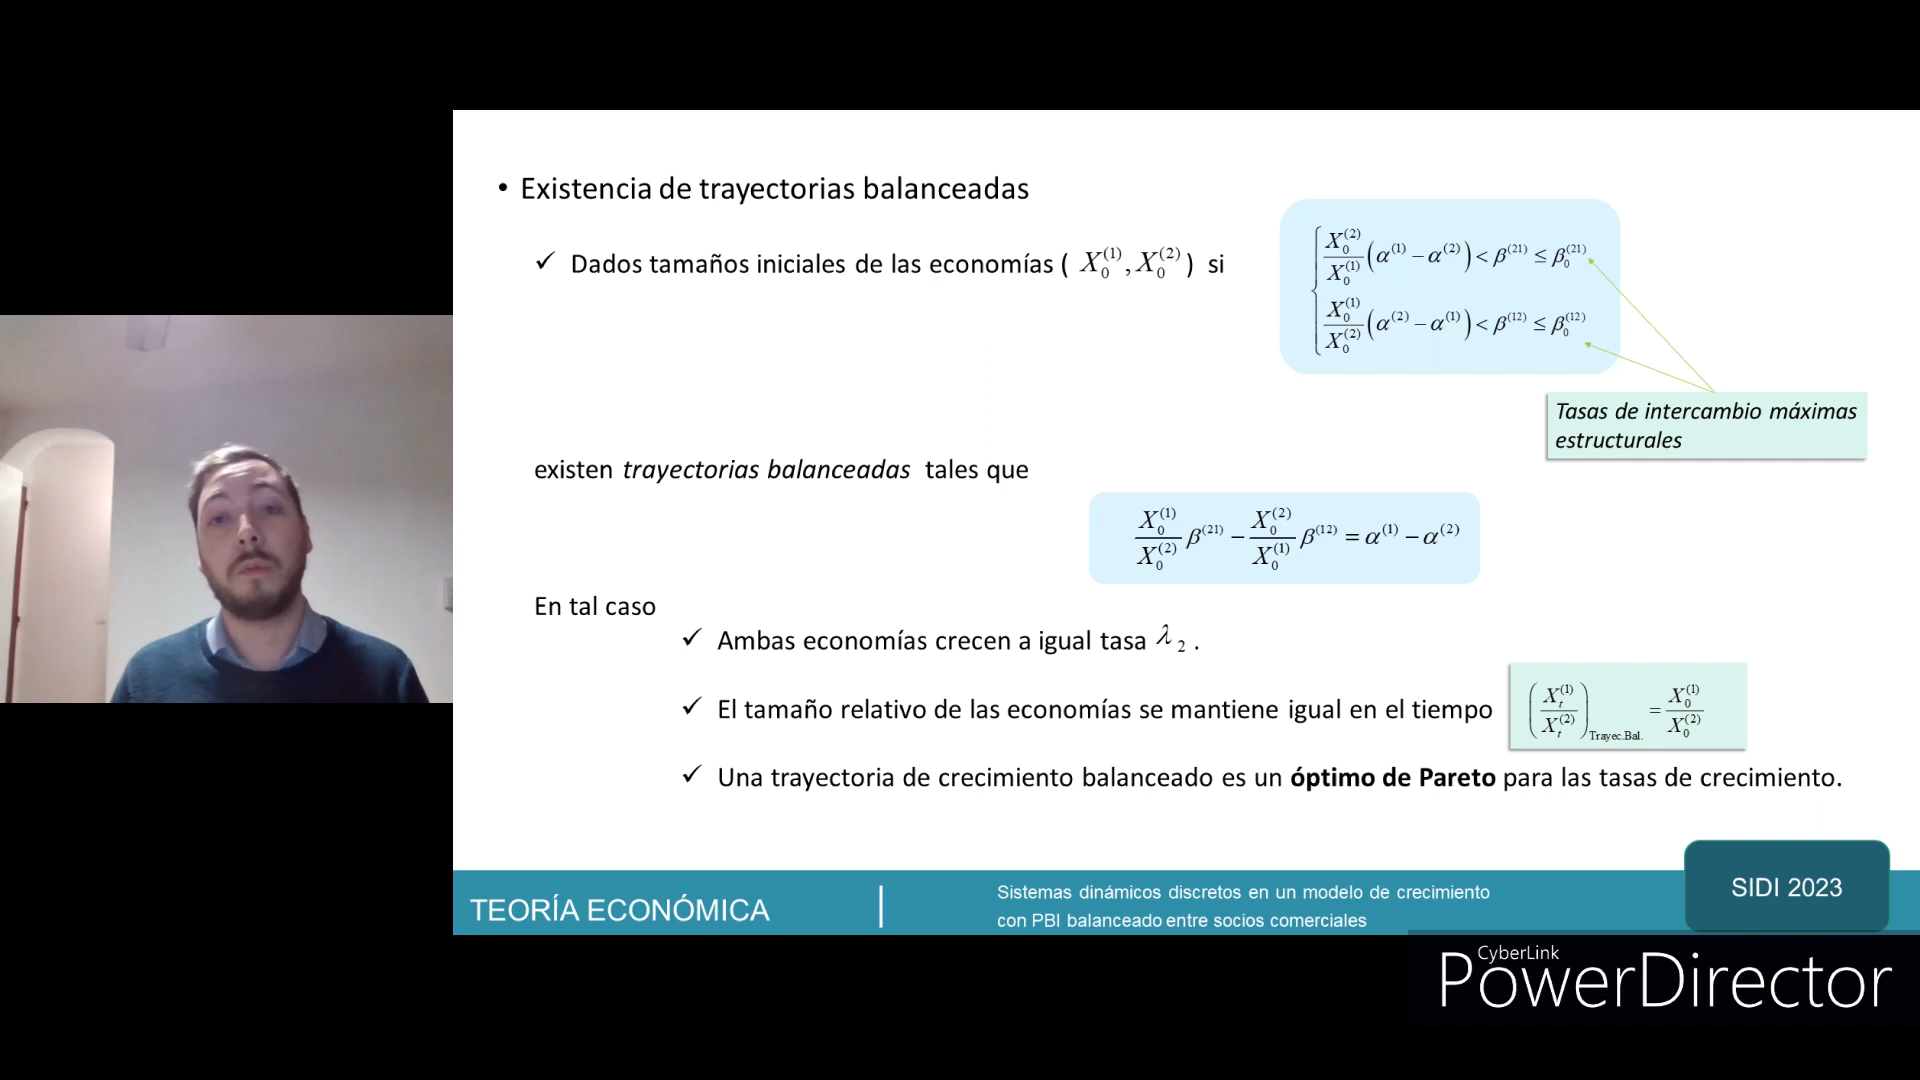 • Existencia de trayectorias balanceadas
✓ Dados tamaños iniciales de las economías ( X₀⁽¹⁾, X₀⁽²⁾ ) si
X₀⁽²⁾/X₀⁽¹⁾ (α⁽¹⁾ − α⁽²⁾) < β⁽²¹⁾ ≤ β₀⁽²¹⁾
X₀⁽¹⁾/X₀⁽²⁾ (α⁽²⁾ − α⁽¹⁾) < β⁽¹²⁾ ≤ β₀⁽¹²⁾
Tasas de intercambio máximas
estructurales
existen trayectorias balanceadas tales que
X₀⁽¹⁾/X₀⁽²⁾ β⁽²¹⁾ − X₀⁽²⁾/X₀⁽¹⁾ β⁽¹²⁾ = α⁽¹⁾ − α⁽²⁾
En tal caso
✓ Ambas economías crecen a igual tasa λ₂ .
✓ El tamaño relativo de las economías se mantiene igual en el tiempo
(Xₜ⁽¹⁾/Xₜ⁽²⁾)Trayec.Bal. = X₀⁽¹⁾/X₀⁽²⁾
✓ Una trayectoria de crecimiento balanceado es un óptimo de Pareto para las tasas de crecimiento.
TEORÍA ECONÓMICA
Sistemas dinámicos discretos en un modelo de crecimiento
con PBI balanceado entre socios comerciales
SIDI 2023
CyberLink
PowerDirector